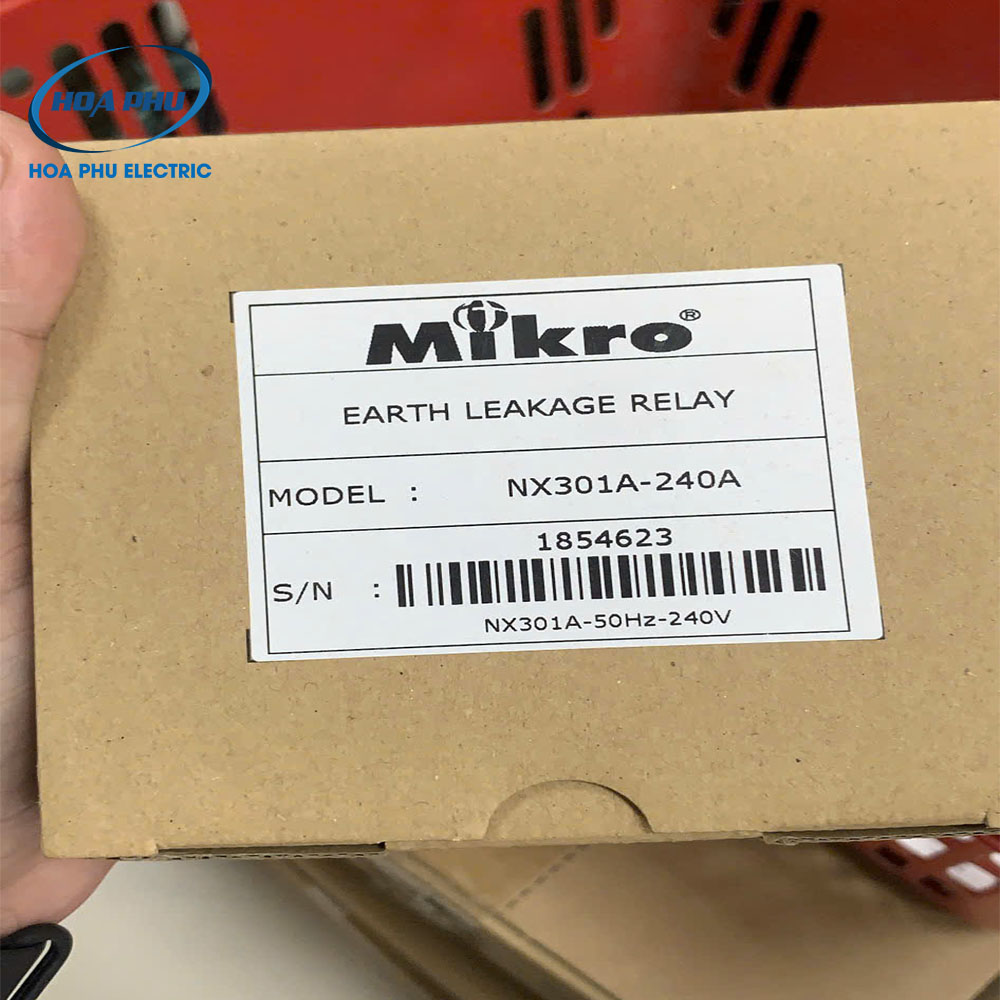 HOA PHU
HOA PHU ELECTRIC
Mikro®
EARTH LEAKAGE RELAY
MODEL : NX301A-240A
1854623
S/N :
NX301A-50Hz-240V